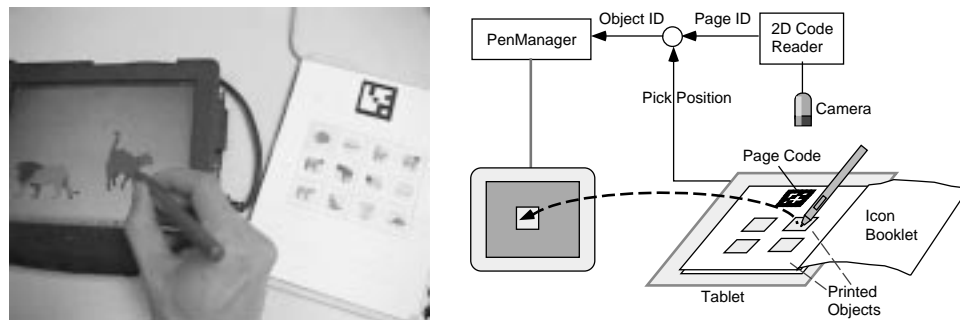 Object ID
Page ID
PenManager
2D Code
Reader
Pick Position
Camera
Page Code
Icon
Booklet
Tablet
Printed
Objects